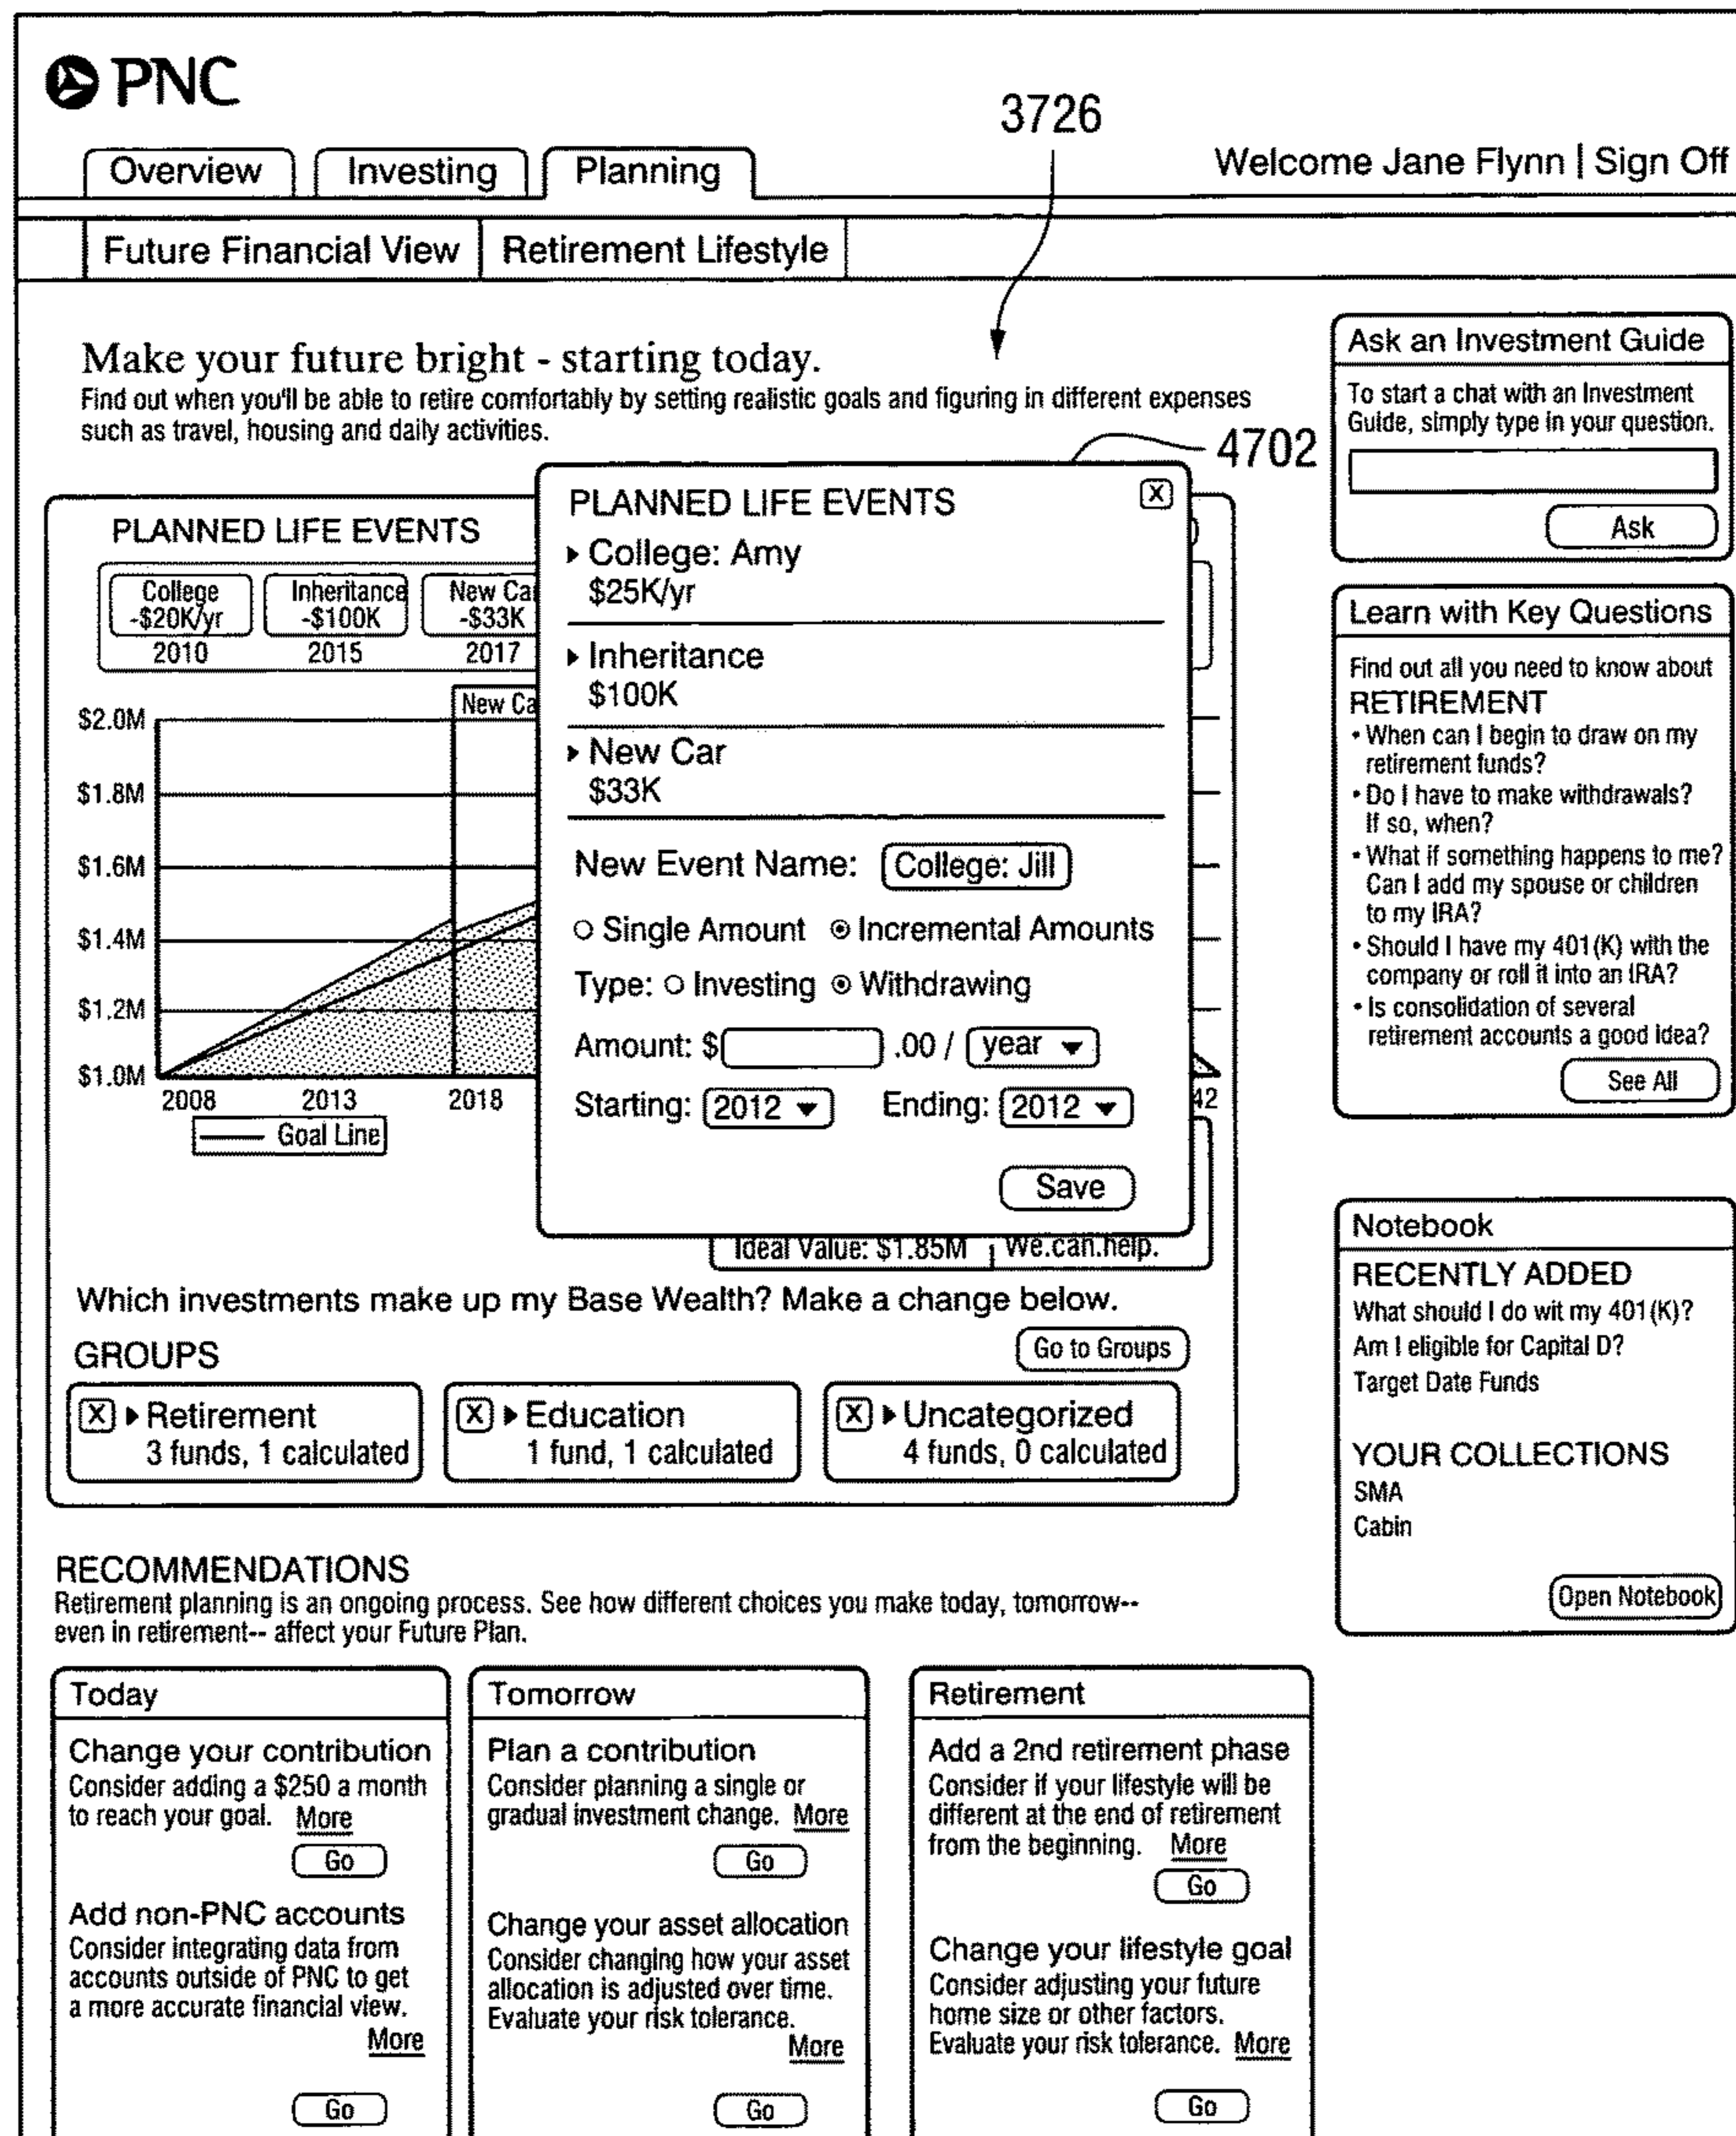 PNC
3726
Overview
Investing
Planning
Welcome Jane Flynn | Sign Off
Future Financial View
Retirement Lifestyle
Make your future bright - starting today.
Find out when you'll be able to retire comfortably by setting realistic goals and figuring in different expenses
such as travel, housing and daily activities.
4702
PLANNED LIFE EVENTS
College
-$20K/yr
2010
Inheritance
-$100K
2015
New Ca
-$33K
2017
New Ca
$2.0M
$1.8M
$1.6M
$1.4M
$1.2M
$1.0M
2008
2013
2018
42
Goal Line
PLANNED LIFE EVENTS
X
College: Amy
$25K/yr
Inheritance
$100K
New Car
$33K
New Event Name: College: Jill
Single Amount Incremental Amounts
Type: Investing Withdrawing
Amount: $ .00 / year
Starting: 2012 Ending: 2012
Save
Ideal Value: $1.85M
We.can.help.
Which investments make up my Base Wealth? Make a change below.
GROUPS
Go to Groups
X Retirement
3 funds, 1 calculated
X Education
1 fund, 1 calculated
X Uncategorized
4 funds, 0 calculated
Ask an Investment Guide
To start a chat with an Investment
Guide, simply type in your question.
Ask
Learn with Key Questions
Find out all you need to know about
RETIREMENT
• When can I begin to draw on my
retirement funds?
• Do I have to make withdrawals?
If so, when?
• What if something happens to me?
Can I add my spouse or children
to my IRA?
• Should I have my 401(K) with the
company or roll it into an IRA?
• Is consolidation of several
retirement accounts a good idea?
See All
Notebook
RECENTLY ADDED
What should I do wit my 401(K)?
Am I eligible for Capital D?
Target Date Funds
YOUR COLLECTIONS
SMA
Cabin
Open Notebook
RECOMMENDATIONS
Retirement planning is an ongoing process. See how different choices you make today, tomorrow--
even in retirement-- affect your Future Plan.
Today
Change your contribution
Consider adding a $250 a month
to reach your goal. More
Go
Add non-PNC accounts
Consider integrating data from
accounts outside of PNC to get
a more accurate financial view.
More
Go
Tomorrow
Plan a contribution
Consider planning a single or
gradual investment change. More
Go
Change your asset allocation
Consider changing how your asset
allocation is adjusted over time.
Evaluate your risk tolerance.
More
Go
Retirement
Add a 2nd retirement phase
Consider if your lifestyle will be
different at the end of retirement
from the beginning. More
Go
Change your lifestyle goal
Consider adjusting your future
home size or other factors.
Evaluate your risk tolerance. More
Go